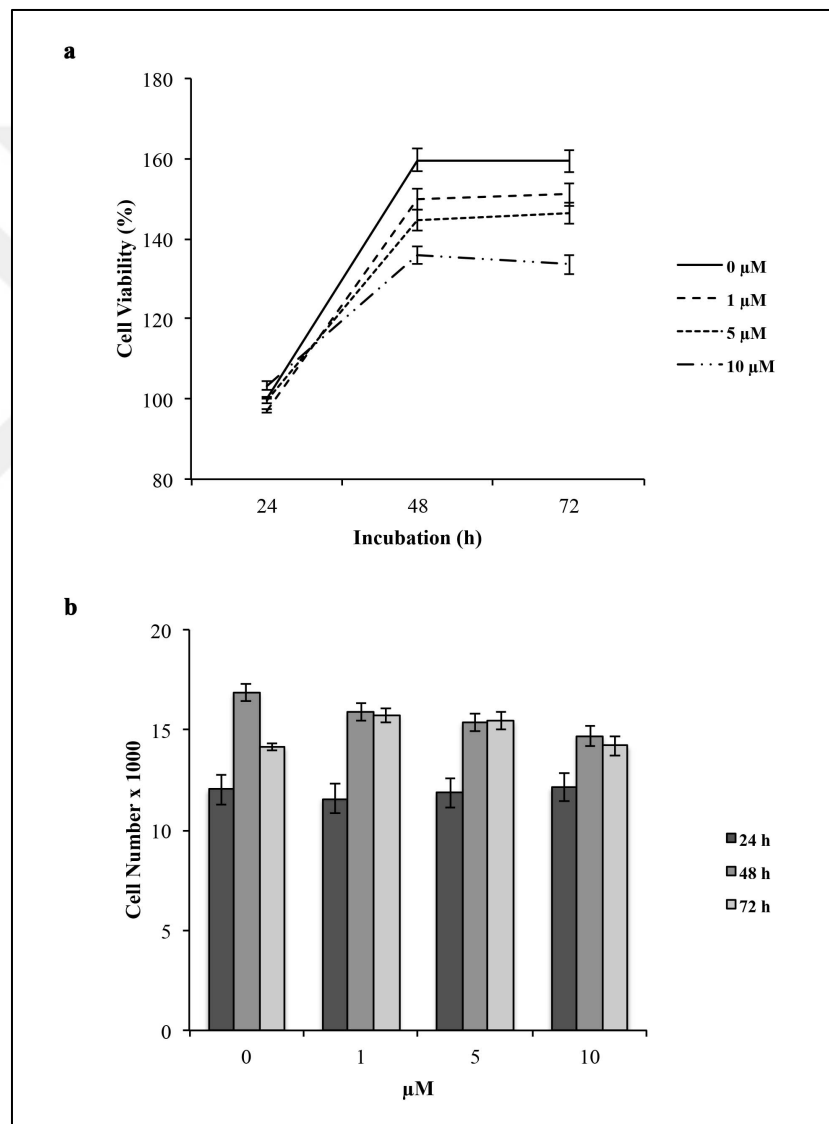 a
180
160
140
120
100
80
Cell Viability (%)
24 48 72
Incubation (h)
0 µM
1 µM
5 µM
10 µM
b
20
15
10
5
0
Cell Number x 1000
0 1 5 10
µM
24 h
48 h
72 h